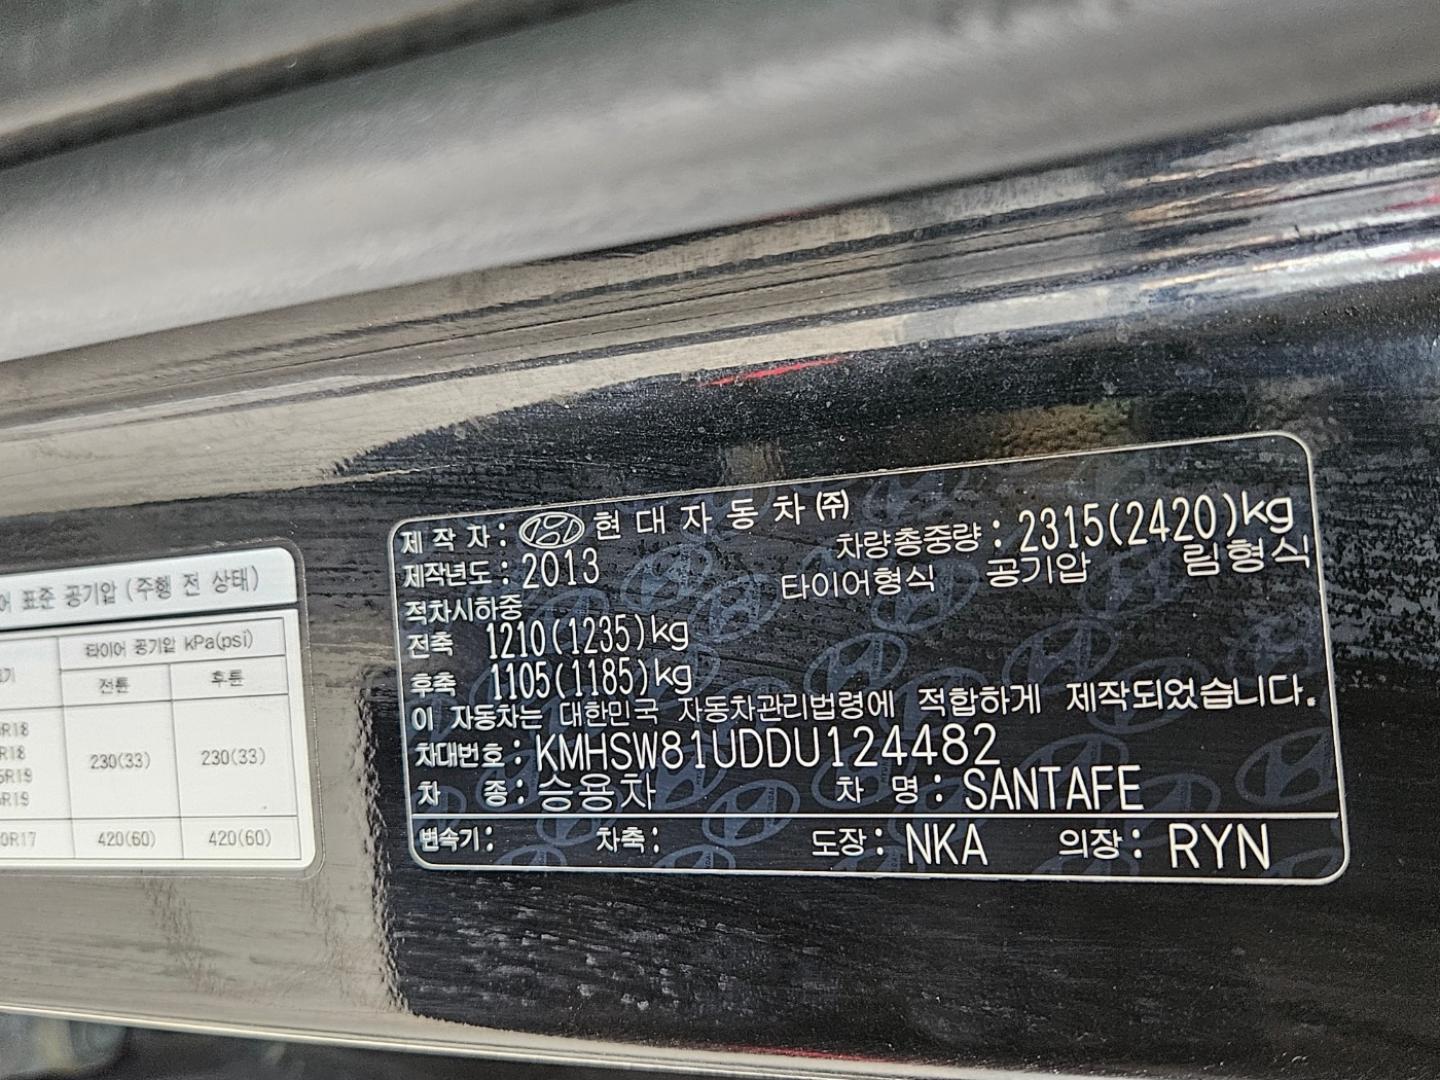 어 표준 공기압 (주행 전 상태)
타이어 공기압 kPa(psi)
전륜 후륜
R18
R18
5R19
R19
230(33) 230(33)
0R17 420(60) 420(60)
제 작 자 : 현 대 자 동 차 ㈜
제작년도 : 2013 차량총중량 : 2315(2420)kg
적차시하중 타이어형식 공기압 림형식
전축 1210(1235)kg
후축 1105(1185)kg
이 자동차는 대한민국 자동차관리법령에 적합하게 제작되었습니다.
차대번호 : KMHSW81UDDU124482
차 종 : 승용차 차 명 : SANTAFE
변속기 : 차축 : 도장 : NKA 의장 : RYN